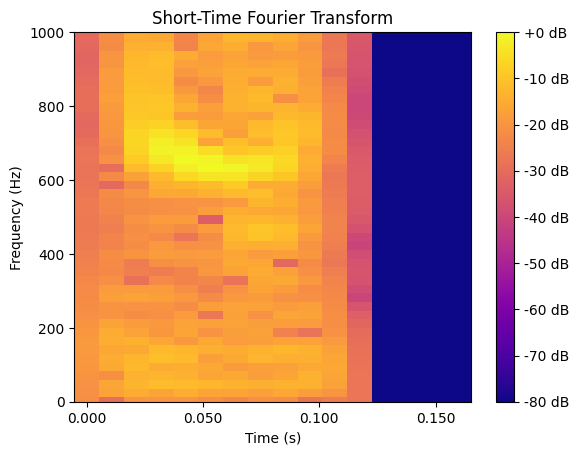 Short-Time Fourier Transform
1000
800
600
400
200
0
Frequency (Hz)
0.000
0.050
0.100
0.150
Time (s)
+0 dB
-10 dB
-20 dB
-30 dB
-40 dB
-50 dB
-60 dB
-70 dB
-80 dB